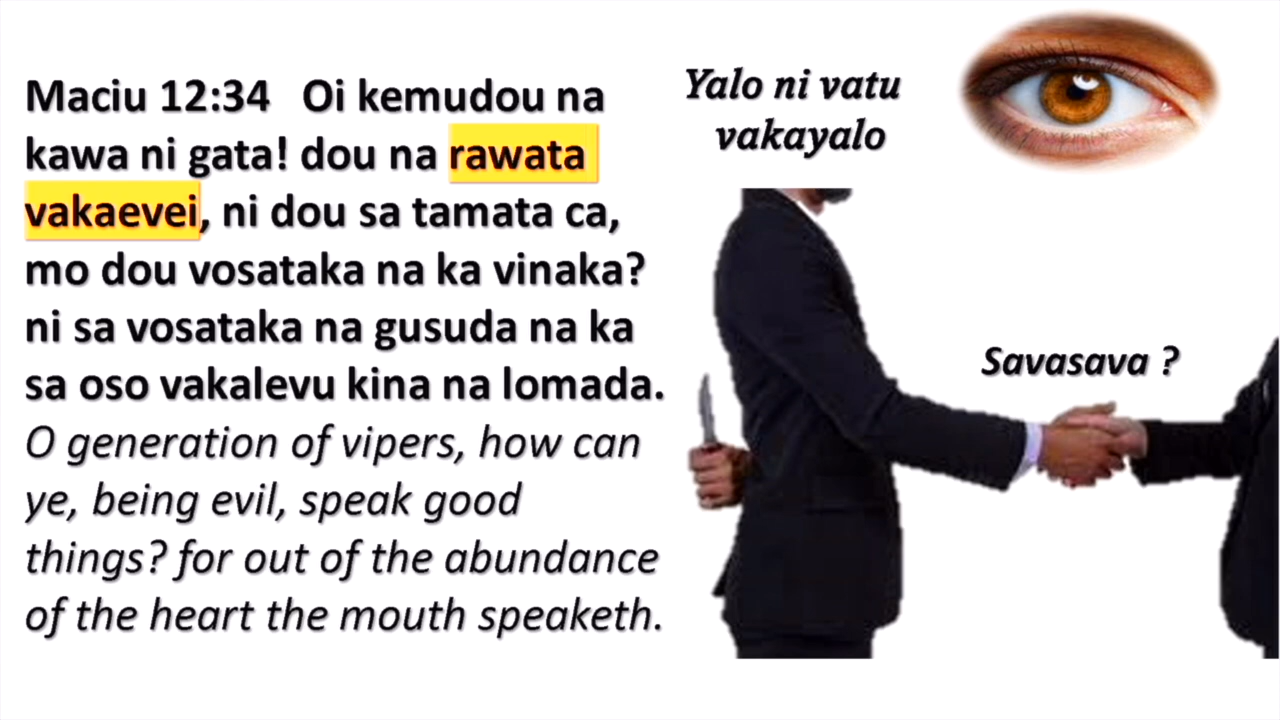 Maciu 12:34   Oi kemudou na
kawa ni gata! dou na rawata
vakaevei, ni dou sa tamata ca,
mo dou vosataka na ka vinaka?
ni sa vosataka na gusuda na ka
sa oso vakalevu kina na lomada.
O generation of vipers, how can
ye, being evil, speak good
things? for out of the abundance
of the heart the mouth speaketh.
Yalo ni vatu
vakayalo
Savasava ?